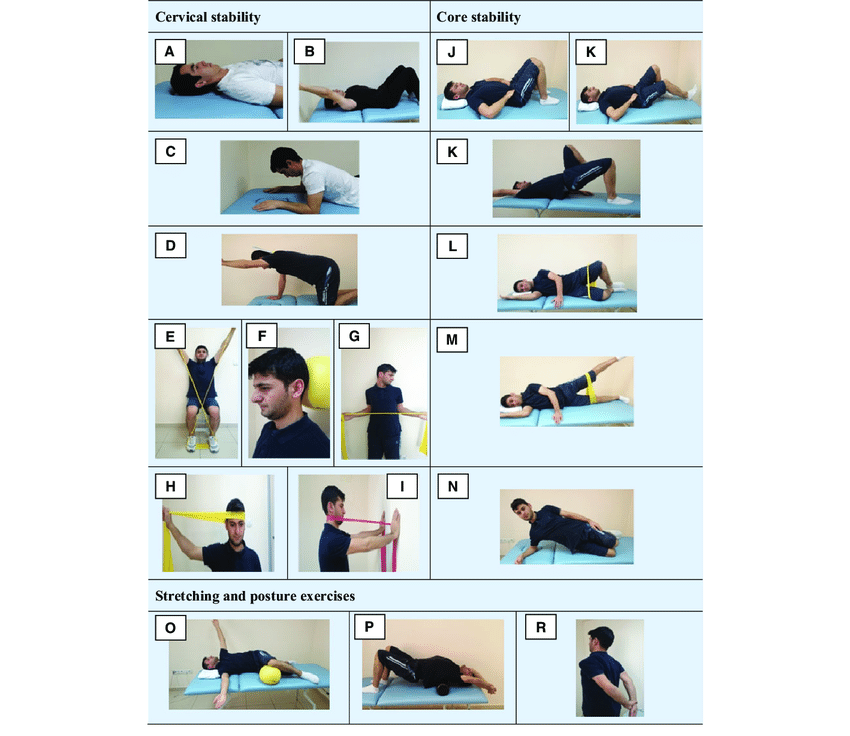 Cervical stability
Core stability
A
B
J
K
C
K
D
L
E
F
G
M
H
I
N
Stretching and posture exercises
O
P
R